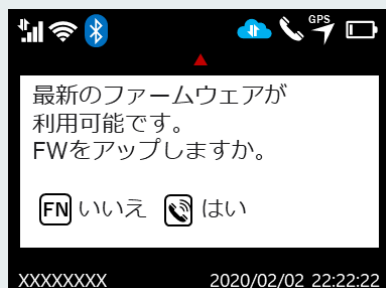 GPS
最新のファームウェアが
利用可能です。
FWをアップしますか。
FN いいえ はい
XXXXXXXX 2020/02/02 22:22:22